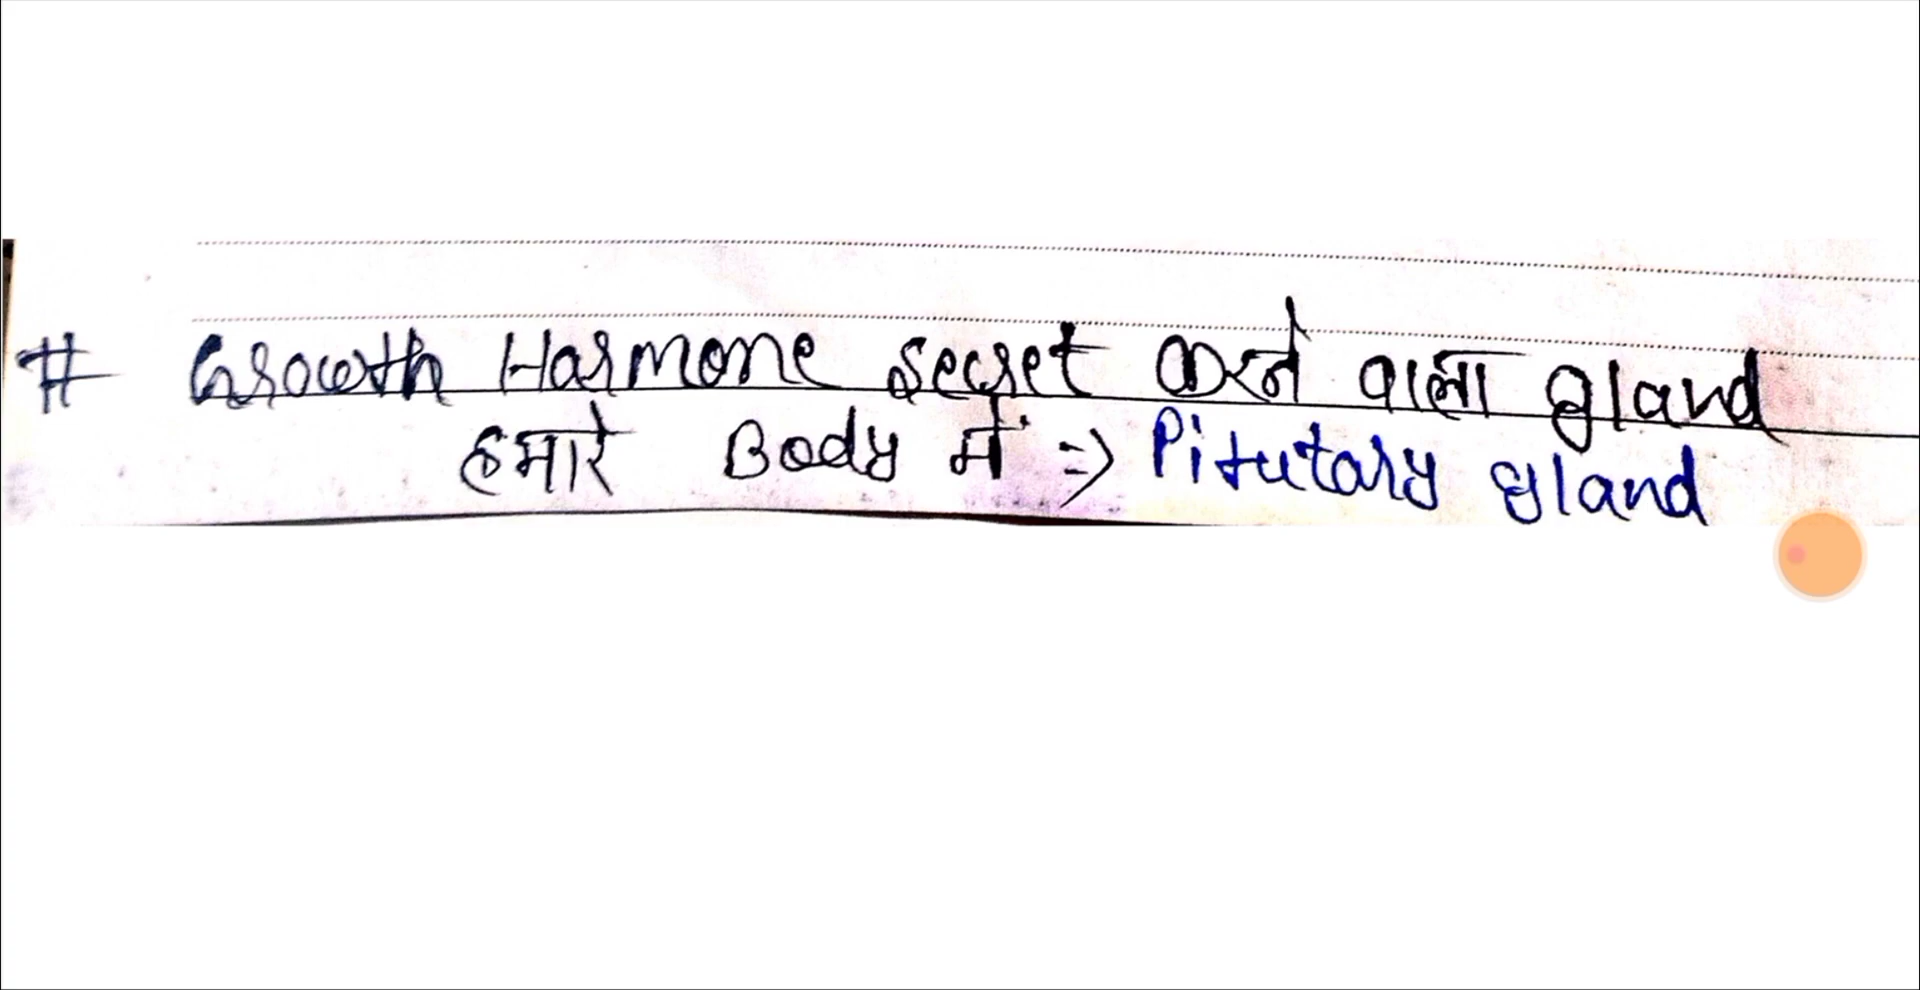 # Growth Harmone secret करने वाला gland
हमारे Body में => Pitutary gland